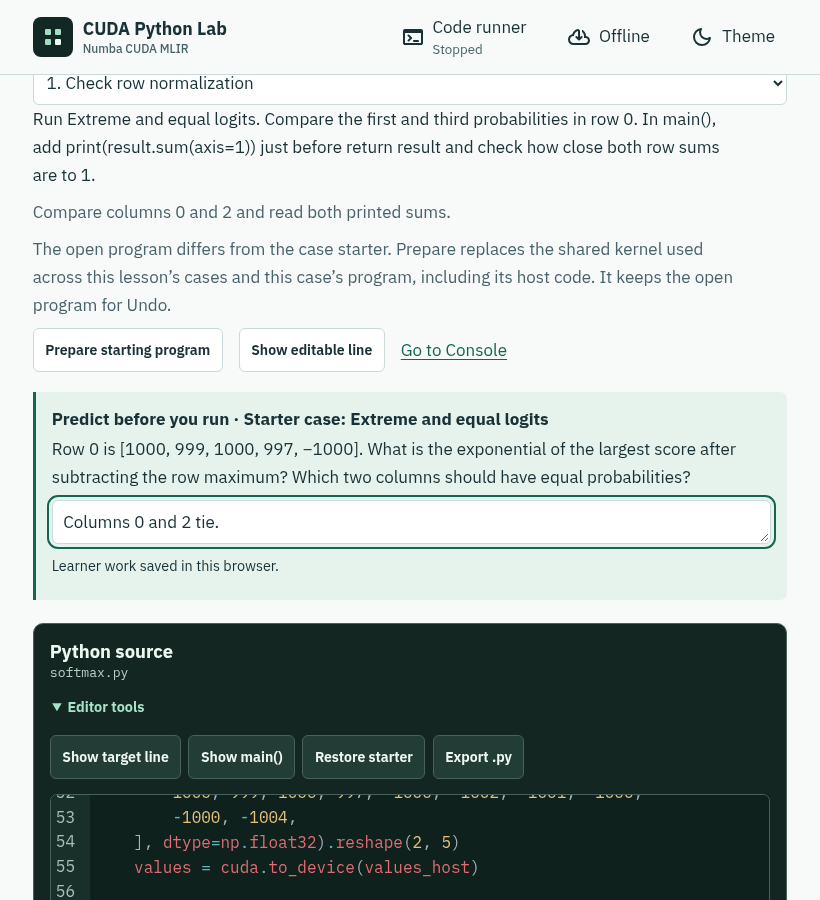 CUDA Python Lab
Numba CUDA MLIR
Code runner
Stopped
Offline
Theme
1. Check row normalization
Run Extreme and equal logits. Compare the first and third probabilities in row 0. In main(),
add print(result.sum(axis=1)) just before return result and check how close both row sums
are to 1.
Compare columns 0 and 2 and read both printed sums.
The open program differs from the case starter. Prepare replaces the shared kernel used
across this lesson’s cases and this case’s program, including its host code. It keeps the open
program for Undo.
Prepare starting program
Show editable line
Go to Console
Predict before you run · Starter case: Extreme and equal logits
Row 0 is [1000, 999, 1000, 997, −1000]. What is the exponential of the largest score after
subtracting the row maximum? Which two columns should have equal probabilities?
Columns 0 and 2 tie.
Learner work saved in this browser.
Python source
softmax.py
▼ Editor tools
Show target line
Show main()
Restore starter
Export .py
53 -1000, -1004,
54 ], dtype=np.float32).reshape(2, 5)
55 values = cuda.to_device(values_host)
56